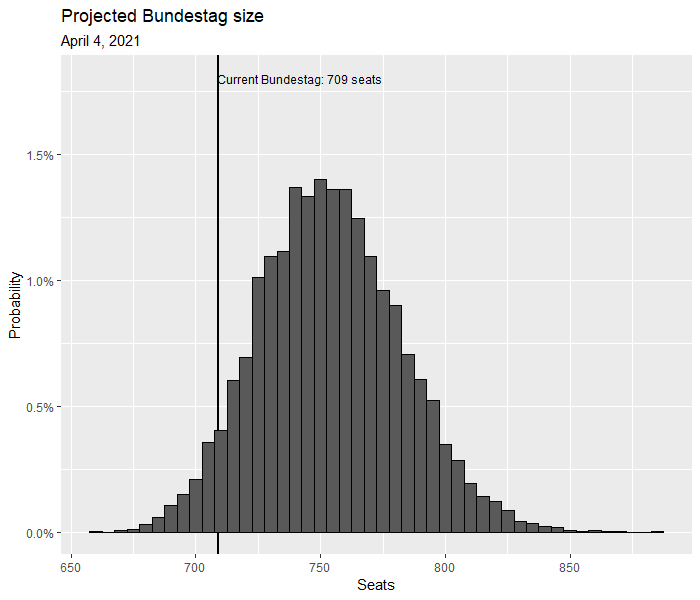 Projected Bundestag size
April 4, 2021
Current Bundestag: 709 seats
1.5%
1.0%
0.5%
0.0%
Probability
650 700 750 800 850
Seats